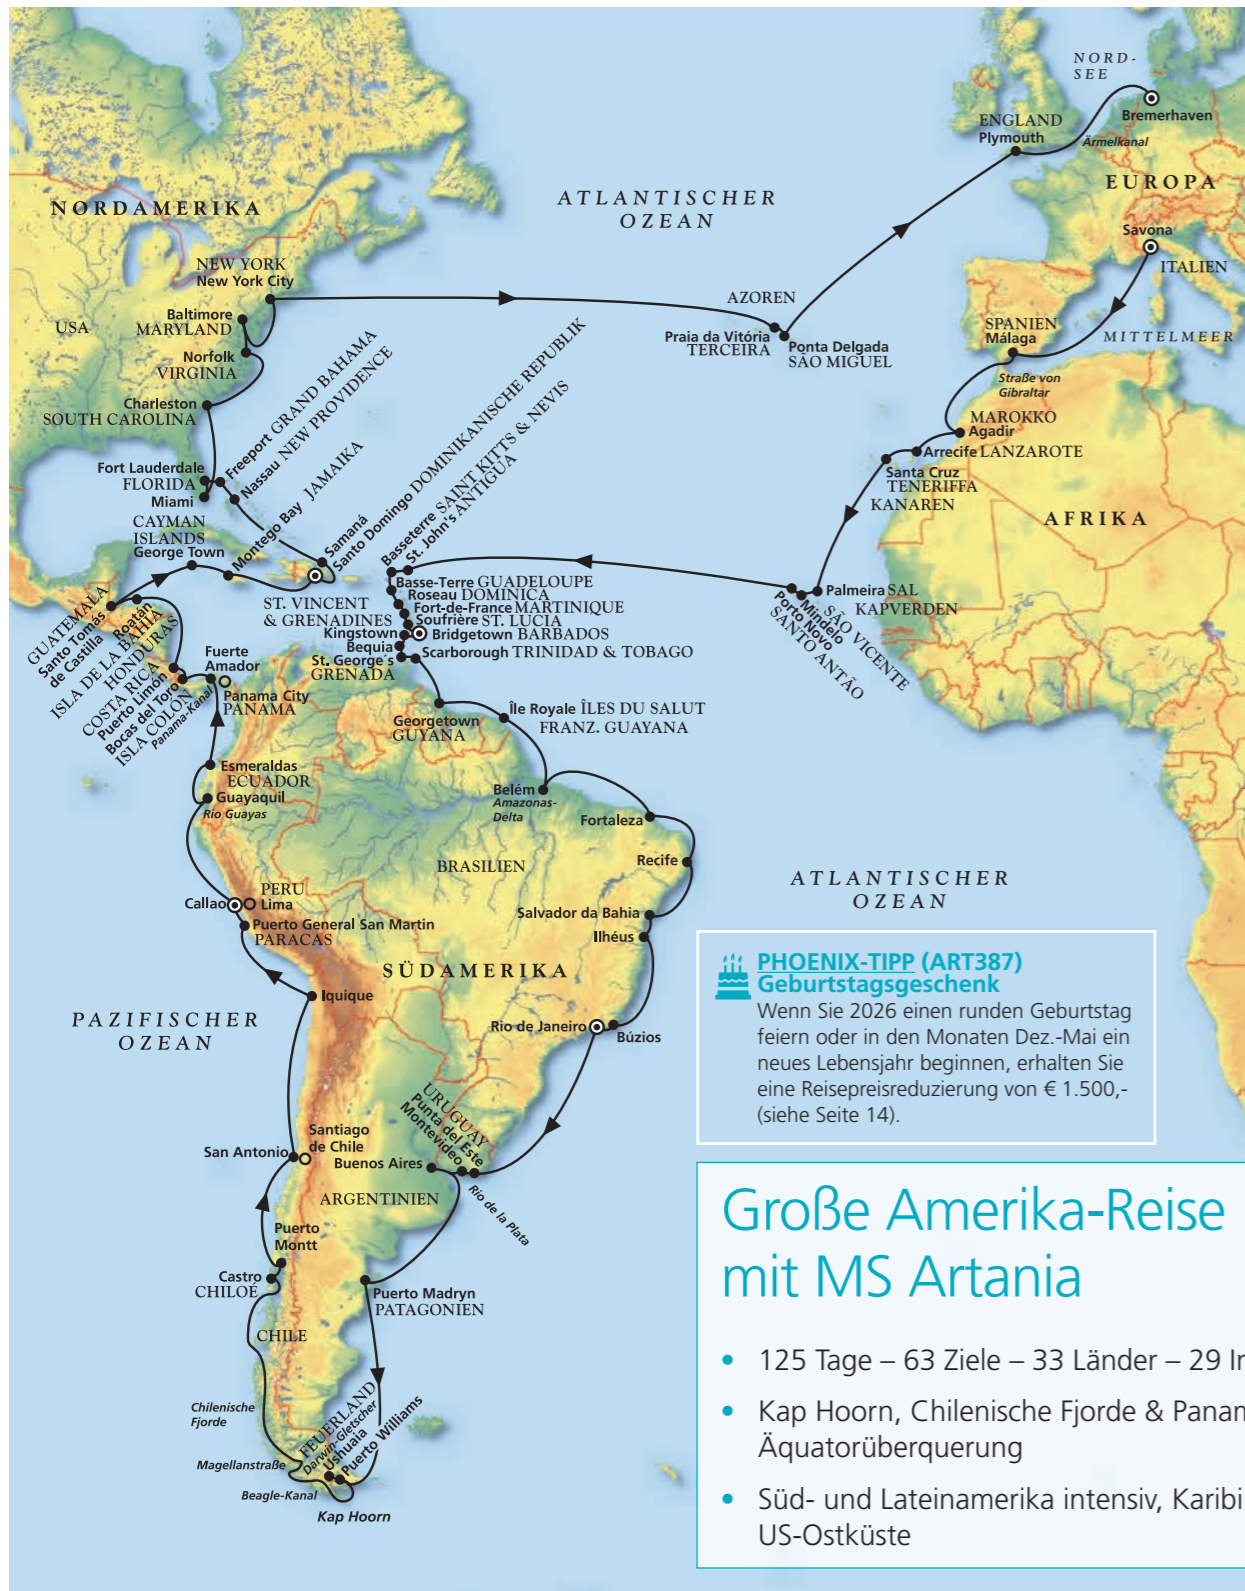 NORD-
SEE
Bremerhaven
ENGLAND
Plymouth
Ärmelkanal
EUROPA
ATLANTISCHER
OZEAN
NORDAMERIKA
Savona
ITALIEN
NEW YORK
New York City
AZOREN
Baltimore
MARYLAND
USA
Praia da Vitória
TERCEIRA
Ponta Delgada
SÃO MIGUEL
SPANIEN
Málaga
MITTELMEER
Norfolk
VIRGINIA
Straße von
Gibraltar
Charleston
SOUTH CAROLINA
MAROKKO
Agadir
Arrecife LANZAROTE
Santa Cruz
TENERIFFA
KANAREN
Fort Lauderdale
FLORIDA
Miami
Freeport GRAND BAHAMA
Nassau NEW PROVIDENCE
CAYMAN
ISLANDS
George Town
Montego Bay JAMAIKA
Samaná
Santo Domingo DOMINIKANISCHE REPUBLIK
Basseterre SAINT KITTS & NEVIS
St. John's ANTIGUA
AFRIKA
Basse-Terre GUADELOUPE
Roseau DOMINICA
Fort-de-France MARTINIQUE
Soufrière ST. LUCIA
ST. VINCENT
& GRENADINES
Kingstown
Bridgetown BARBADOS
Bequia
St. George´s
GRENADA
Scarborough TRINIDAD & TOBAGO
Palmeira SAL
KAPVERDEN
Mindelo
SÃO VICENTE
Porto Novo
SANTO ANTÃO
GUATEMALA
Santo Tomás
de Castilla
Roatán
ISLA DE LA BAHIA
HONDURAS
COSTA RICA
Puerto Limón
Bocas del Toro
ISLA COLÓN
Panama-Kanal
Fuerte
Amador
Panama City
PANAMA
Georgetown
GUYANA
Île Royale ÎLES DU SALUT
FRANZ. GUAYANA
Esmeraldas
ECUADOR
Guayaquil
Rio Guayas
Belém
Amazonas-
Delta
Fortaleza
BRASILIEN
Recife
ATLANTISCHER
OZEAN
PERU
Callao
Lima
Puerto General San Martin
PARACAS
Salvador da Bahia
Ilhéus
SÜDAMERIKA
Iquique
PAZIFISCHER
OZEAN
Rio de Janeiro
Búzios
PHOENIX-TIPP (ART387)
Geburtstagsgeschenk
Wenn Sie 2026 einen runden Geburtstag
feiern oder in den Monaten Dez.-Mai ein
neues Lebensjahr beginnen, erhalten Sie
eine Reisepreisreduzierung von € 1.500,-
(siehe Seite 14).
URUGUAY
Punta del Este
Montevideo
Santiago
de Chile
San Antonio
Buenos Aires
Rio de la Plata
ARGENTINIEN
Puerto
Montt
Castro
CHILOÉ
Puerto Madryn
PATAGONIEN
CHILE
Chilenische
Fjorde
FEUERLAND
Darwin-Gletscher
Ushuaia
Puerto Williams
Magellanstraße
Beagle-Kanal
Kap Hoorn
Große Amerika-Reise
mit MS Artania
• 125 Tage – 63 Ziele – 33 Länder – 29 In
• Kap Hoorn, Chilenische Fjorde & Panam
Äquatorüberquerung
• Süd- und Lateinamerika intensiv, Karibi
US-Ostküste